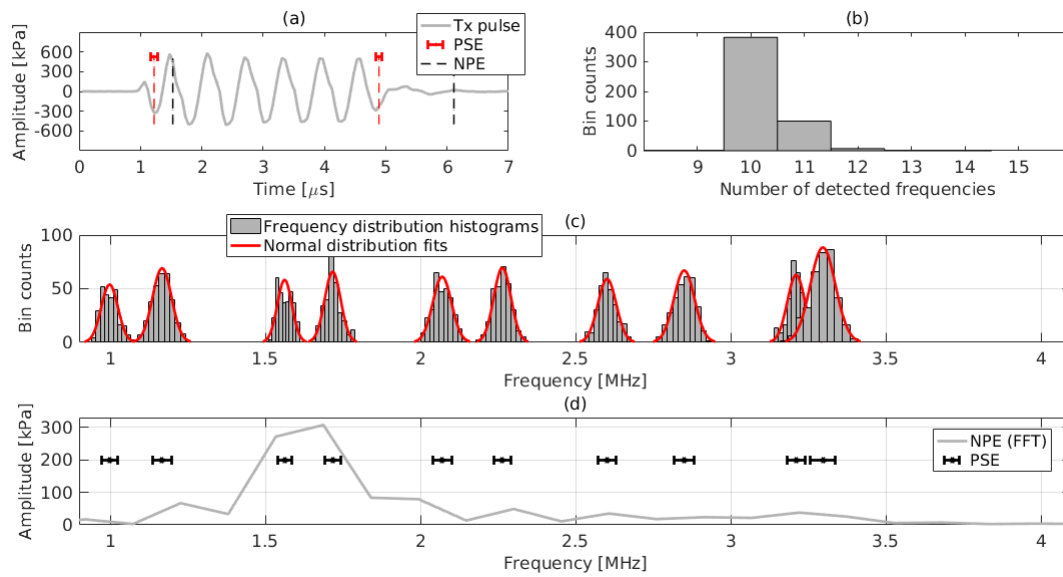 (a)
Amplitude [kPa]
600
300
0
-300
-600
0 1 2 3 4 5 6 7
Time [μs]
Tx pulse
PSE
NPE
(b)
Bin counts
400
300
200
100
0
9 10 11 12 13 14 15
Number of detected frequencies
(c)
Frequency distribution histograms
Normal distribution fits
Bin counts
100
50
0
1 1.5 2 2.5 3 3.5 4
Frequency [MHz]
(d)
Amplitude [kPa]
300
200
100
0
NPE (FFT)
PSE
1 1.5 2 2.5 3 3.5 4
Frequency [MHz]